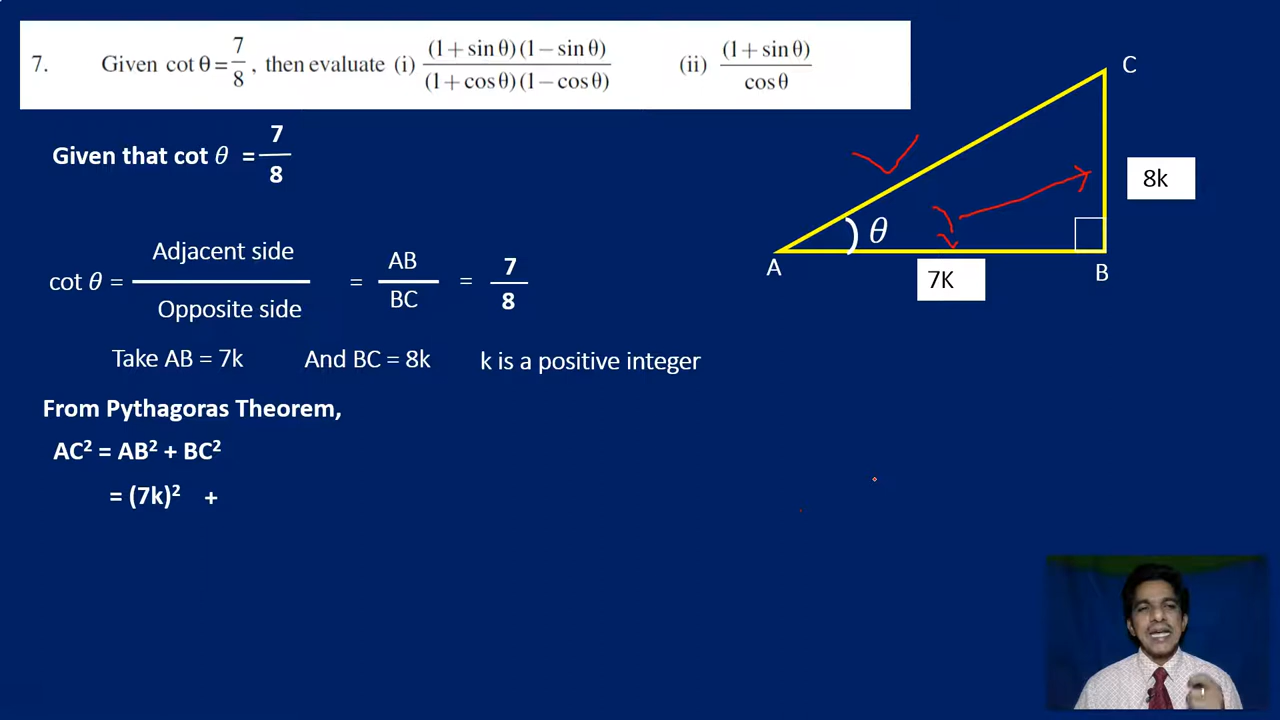 7. Given cot θ = 7/8, then evaluate (i) (1+sin θ)(1−sin θ)/(1+cos θ)(1−cos θ) (ii) (1+sin θ)/cos θ
Given that cot θ = 7/8
cot θ = Adjacent side/Opposite side = AB/BC = 7/8
Take AB = 7k And BC = 8k k is a positive integer
From Pythagoras Theorem,
AC² = AB² + BC²
= (7k)² +
C
8k
θ
A
B
7K